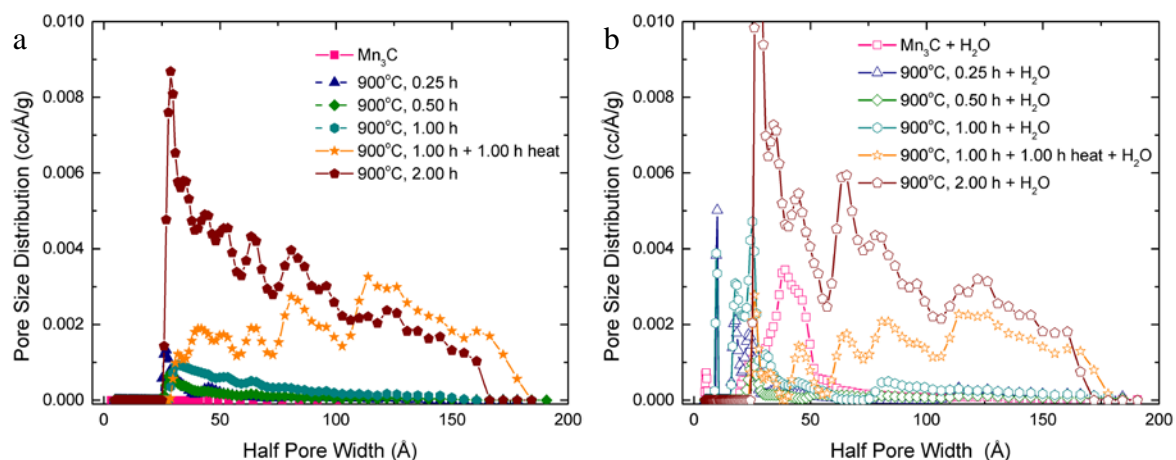 a
0.010
0.008
0.006
0.004
0.002
0.000
Pore Size Distribution (cc/Å/g)
Mn₃C
900°C, 0.25 h
900°C, 0.50 h
900°C, 1.00 h
900°C, 1.00 h + 1.00 h heat
900°C, 2.00 h
0 50 100 150 200
Half Pore Width (Å)
b
0.010
0.008
0.006
0.004
0.002
0.000
Pore Size Distribution (cc/Å/g)
Mn₃C + H₂O
900°C, 0.25 h + H₂O
900°C, 0.50 h + H₂O
900°C, 1.00 h + H₂O
900°C, 1.00 h + 1.00 h heat + H₂O
900°C, 2.00 h + H₂O
0 50 100 150 200
Half Pore Width (Å)